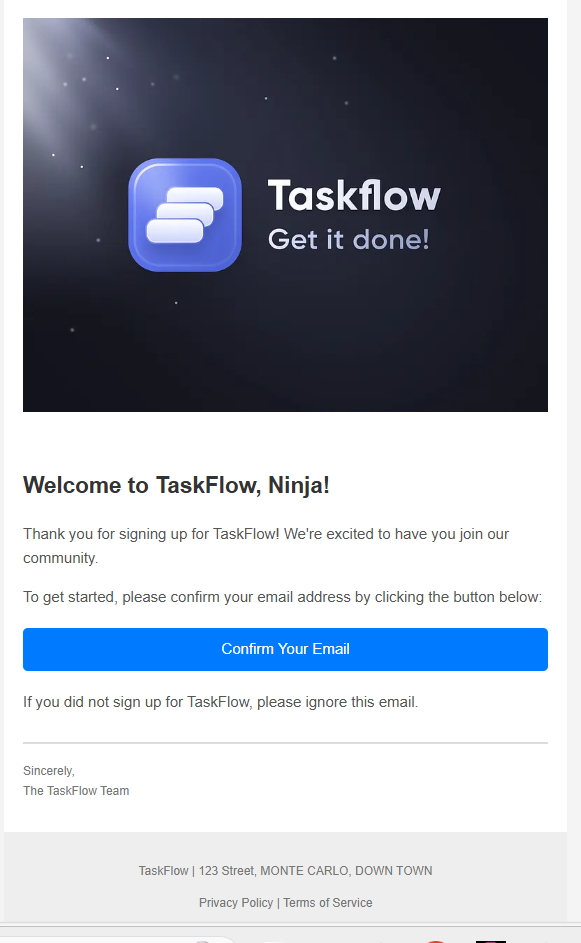 Taskflow
Get it done!
Welcome to TaskFlow, Ninja!
Thank you for signing up for TaskFlow! We're excited to have you join our
community.
To get started, please confirm your email address by clicking the button below:
Confirm Your Email
If you did not sign up for TaskFlow, please ignore this email.
Sincerely,
The TaskFlow Team
TaskFlow | 123 Street, MONTE CARLO, DOWN TOWN
Privacy Policy | Terms of Service